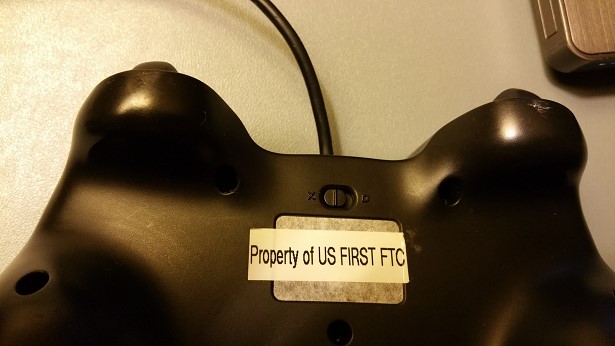 X D
Property of US FIRST FTC